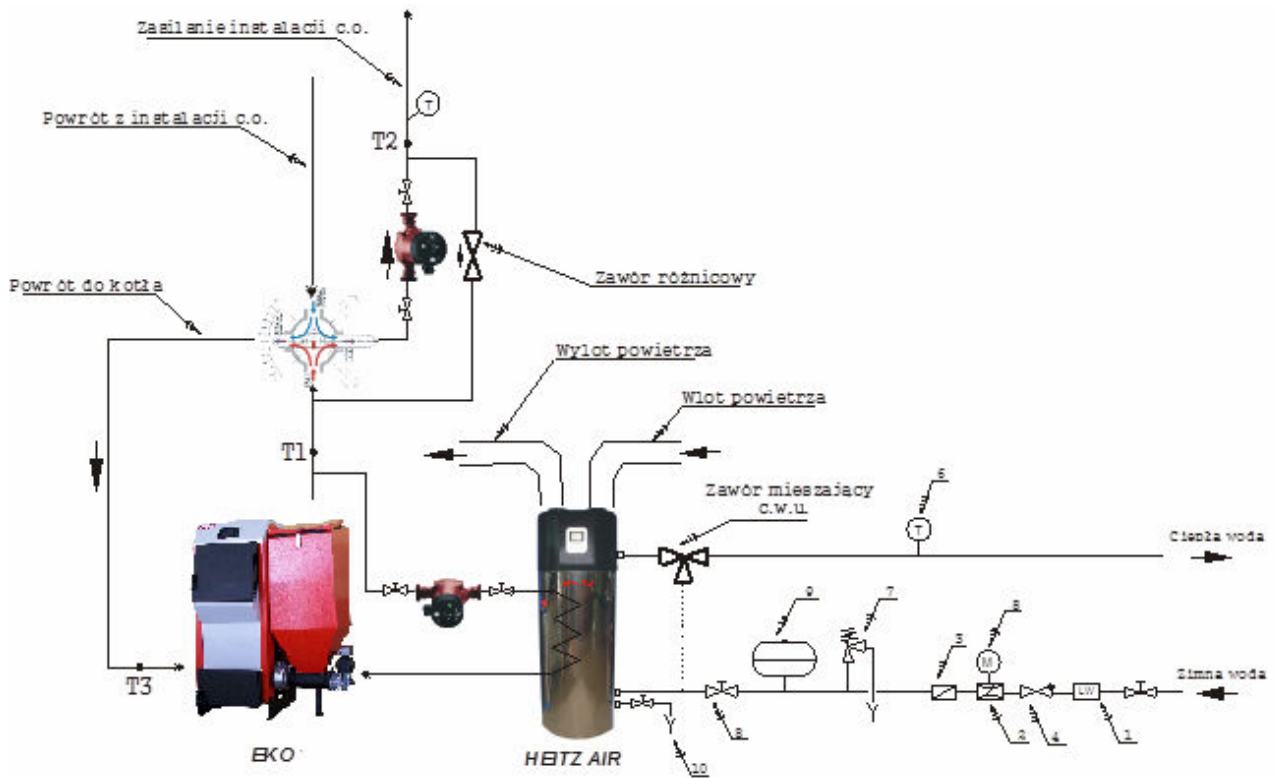 Zasilanie instalacji c.o.
T
Powrót z instalacji c.o.
T2
Zawór różnicowy
Powrót do kotła
Wylot powietrza
Wlot powietrza
T1
Zawór mieszający
c.w.u.
6
T
Ciepła woda
9
7
8
3
M
T3
Zimna woda
LW
8
2
4
1
10
EKO
HEITZ AIR